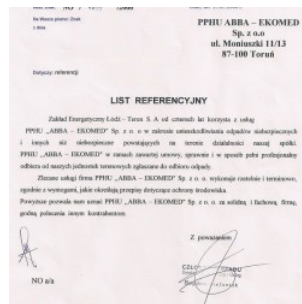 Na Wasze pismo: Znak
z dnia
PPHU ABBA – EKOMED
Sp. z o.o
ul. Moniuszki 11/13
87-100 Toruń
Dotyczy: referencji
LIST REFERENCYJNY
Zakład Energetyczny Łódź – Teren S. A od czterech lat korzysta z usług
PPHU „ABBA – EKOMED” Sp. z o. o w zakresie unieszkodliwiania odpadów niebezpiecznych
i innych niż niebezpieczne powstających na terenie działalności naszej spółki.
PPHU „ABBA – EKOMED” w ramach zawartej umowy, sprawnie i w sposób pełni profesjonalny
odbiera od naszych jednostek terenowych zgłaszane do odbioru odpady.
Zlecane usługi firma PPHU „ABBA – EKOMED” Sp. z o. o. wykonuje rzetelnie i terminowo,
zgodnie z wymogami, jakie określają przepisy dotyczące ochrony środowiska.
Powyższe pozwala nam uznać PPHU „ABBA – EKOMED” Sp. z o. o. za solidną i fachową firmę,
godną polecenia innym kontrahentom.
Z poważaniem
NO a/a